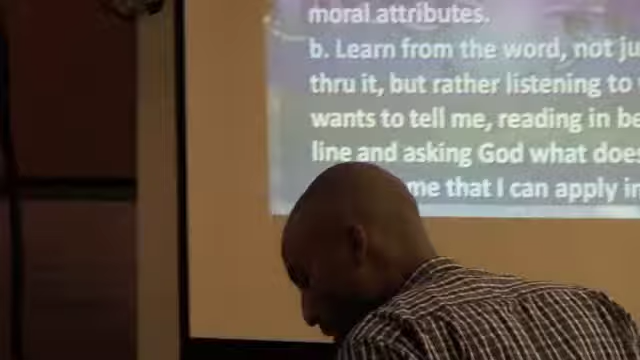 moral attributes.
b. Learn from the word, not ju
thru it, but rather listening to
wants to tell me, reading in be
line and asking God what does
me that I can apply in